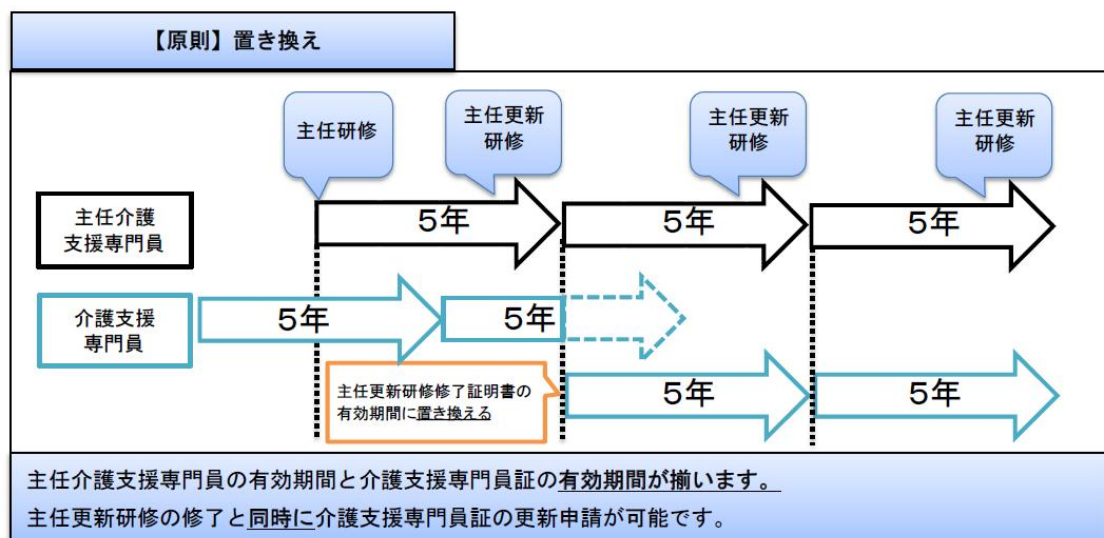 【原則】置き換え
主任研修
主任更新
研修
主任更新
研修
主任更新
研修
主任介護
支援専門員
5年
5年
5年
介護支援
専門員
5年
5年
主任更新研修修了証明書の
有効期間に置き換える
5年
5年
主任介護支援専門員の有効期間と介護支援専門員証の有効期間が揃います。
主任更新研修の修了と同時に介護支援専門員証の更新申請が可能です。